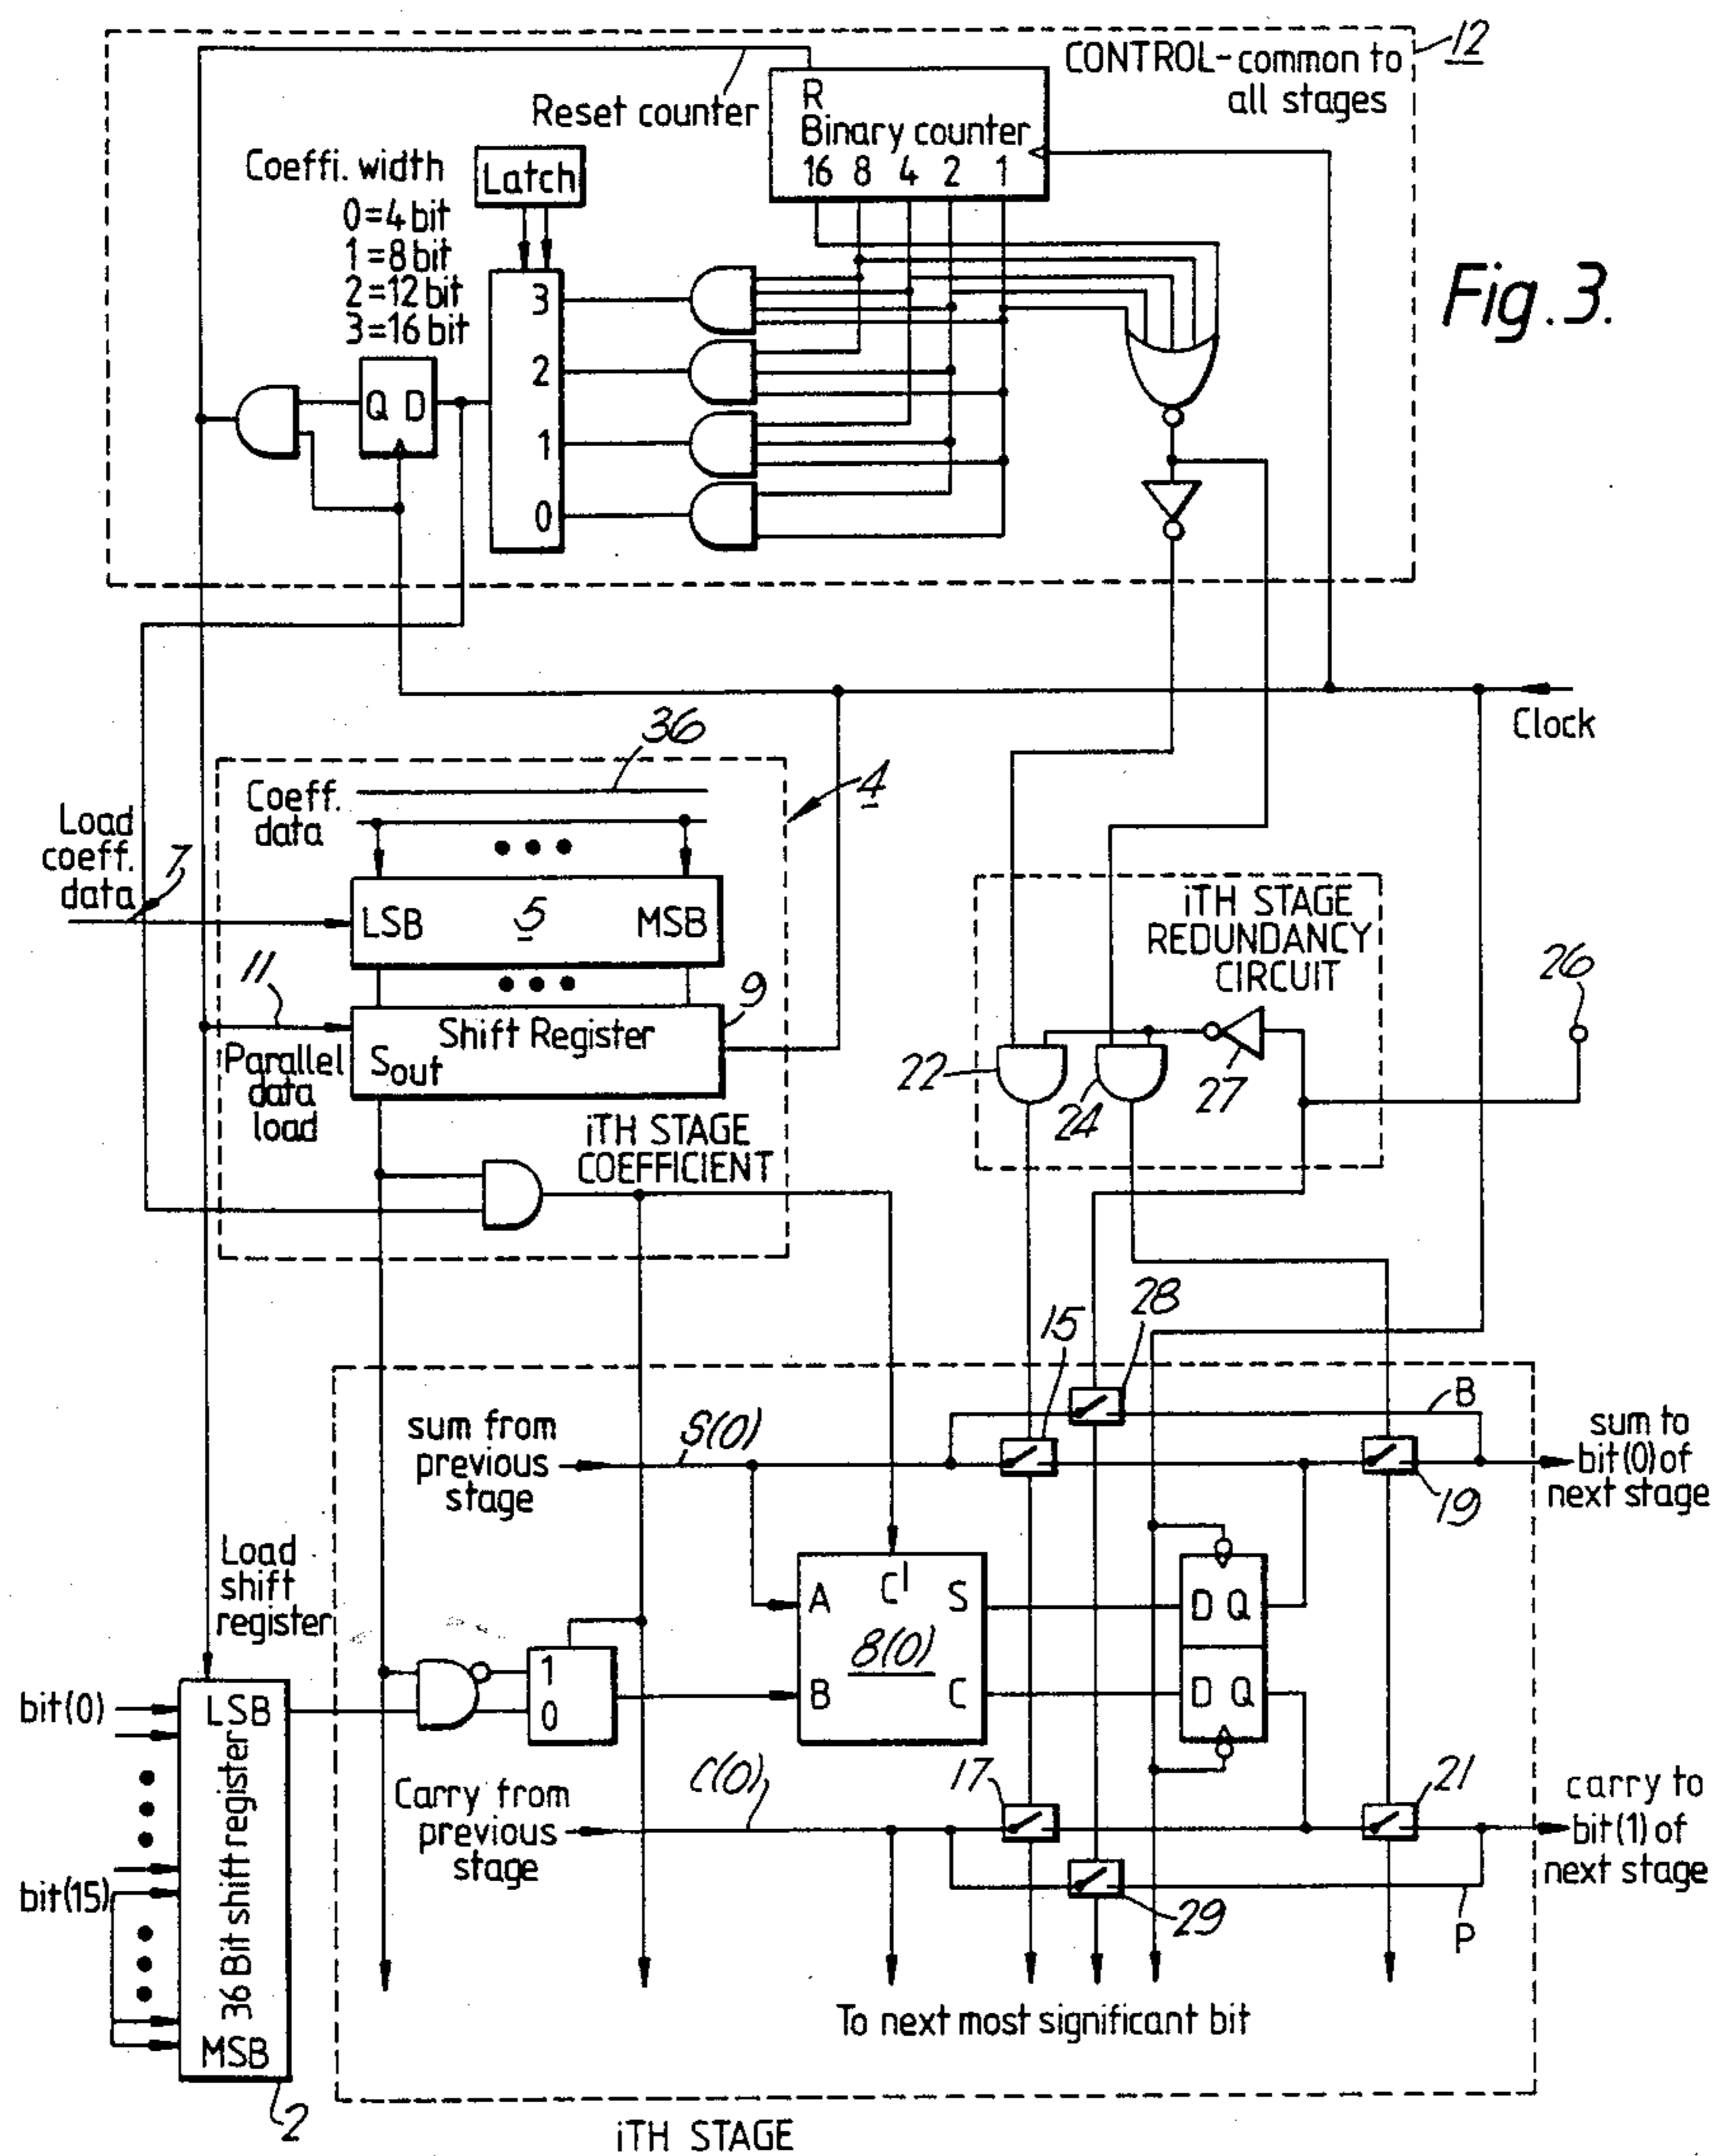 12
CONTROL-common to
all stages
R
Binary counter
16 8 4 2 1
Reset counter
Coeffi. width
0=4 bit
1=8 bit
2=12 bit
3=16 bit
Latch
3
2
1
0
Q D
Fig. 3.
Clock
36
4
Coeff.
data
Load
coeff.
data
7
LSB 5 MSB
11
9
Shift Register
Sout
Parallel
data
load
iTH STAGE
COEFFICIENT
iTH STAGE
REDUNDANCY
CIRCUIT
26
22
24
27
15
28
B
sum from
previous
stage
S(0)
sum to
bit(0) of
next stage
19
Load
shift
register
A C' S
8(0)
B C
D Q
D Q
1
0
bit(0)
bit(15)
LSB
36 Bit shift register
MSB
2
Carry from
previous
stage
C(0)
17
21
29
carry to
bit(1) of
next stage
P
To next most significant bit
iTH STAGE